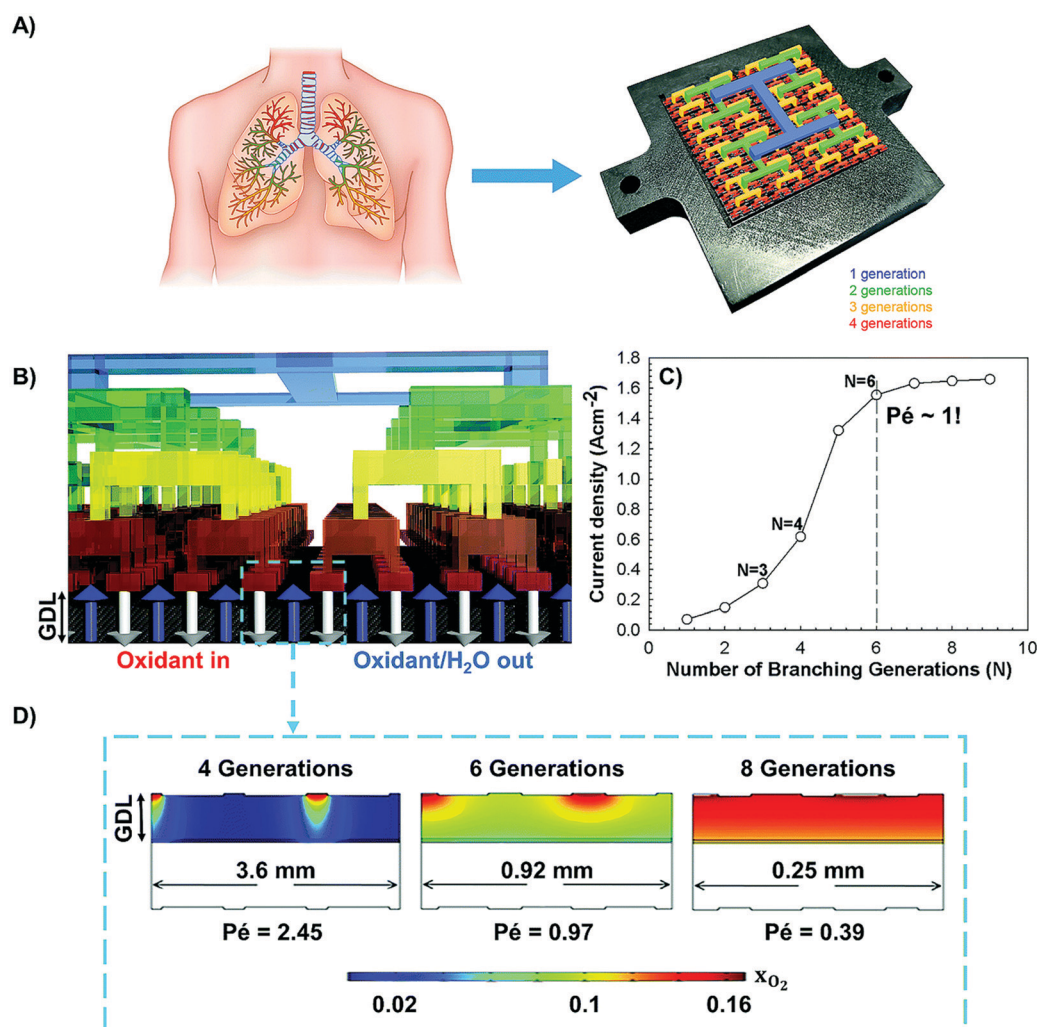 A)
1 generation
2 generations
3 generations
4 generations
B)
GDL
Oxidant in
Oxidant/H₂O out
C)
Current density (Acm⁻²)
1.8
1.6
1.4
1.2
1.0
0.8
0.6
0.4
0.2
0.0
N=3
N=4
N=6
Pé ~ 1!
0 2 4 6 8 10
Number of Branching Generations (N)
D)
4 Generations 6 Generations 8 Generations
GDL
3.6 mm 0.92 mm 0.25 mm
Pé = 2.45 Pé = 0.97 Pé = 0.39
x_O₂
0.02 0.1 0.16